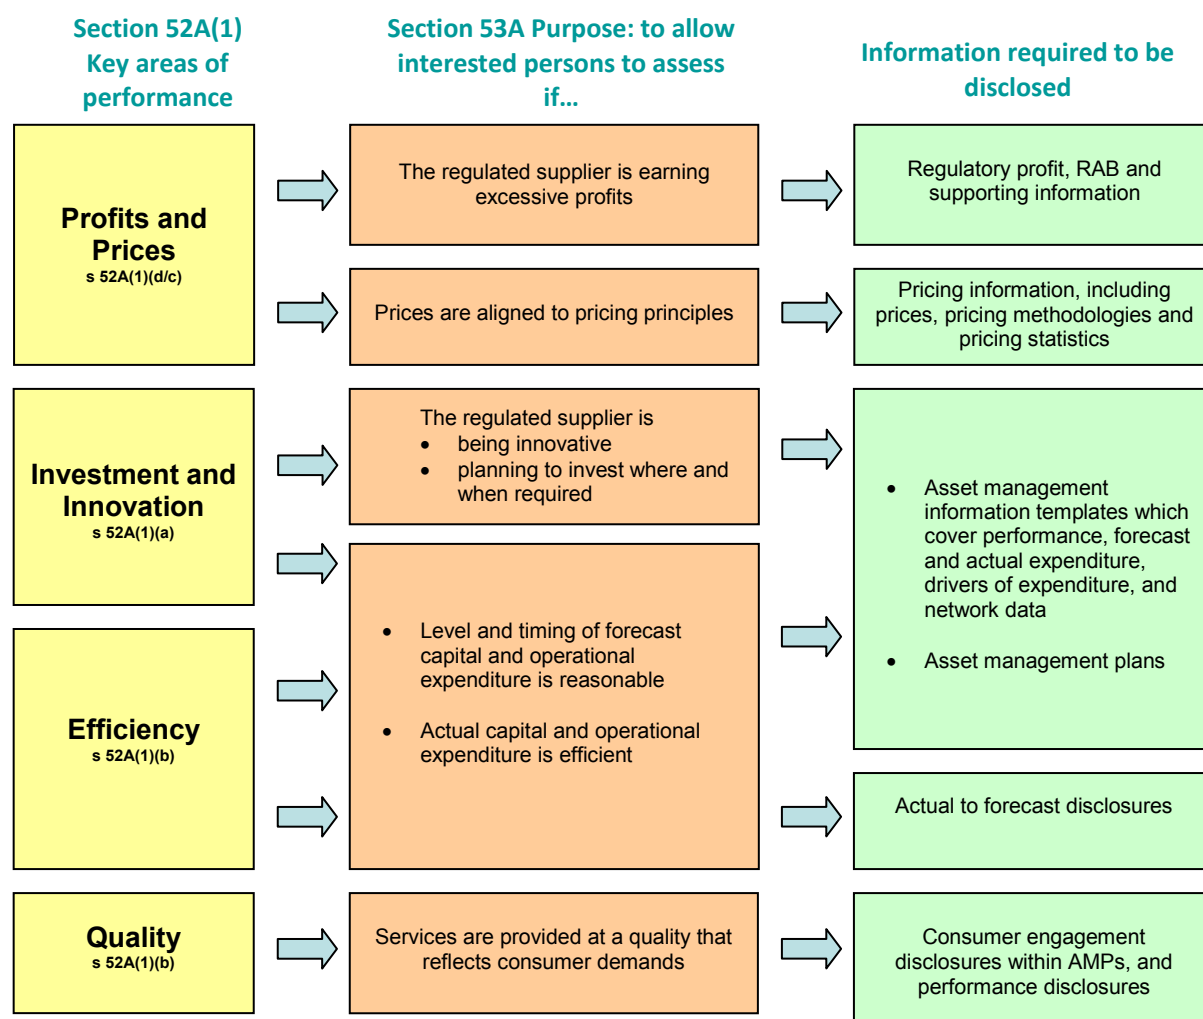 Section 52A(1)
Key areas of
performance
Section 53A Purpose: to allow
interested persons to assess
if…
Information required to be
disclosed
Profits and
Prices
s 52A(1)(d/c)
The regulated supplier is earning
excessive profits
Regulatory profit, RAB and
supporting information
Prices are aligned to pricing principles
Pricing information, including
prices, pricing methodologies and
pricing statistics
Investment and
Innovation
s 52A(1)(a)
The regulated supplier is
• being innovative
• planning to invest where and
when required
• Asset management
information templates which
cover performance, forecast
and actual expenditure,
drivers of expenditure, and
network data
• Asset management plans
Efficiency
s 52A(1)(b)
• Level and timing of forecast
capital and operational
expenditure is reasonable
• Actual capital and operational
expenditure is efficient
Actual to forecast disclosures
Quality
s 52A(1)(b)
Services are provided at a quality that
reflects consumer demands
Consumer engagement
disclosures within AMPs, and
performance disclosures